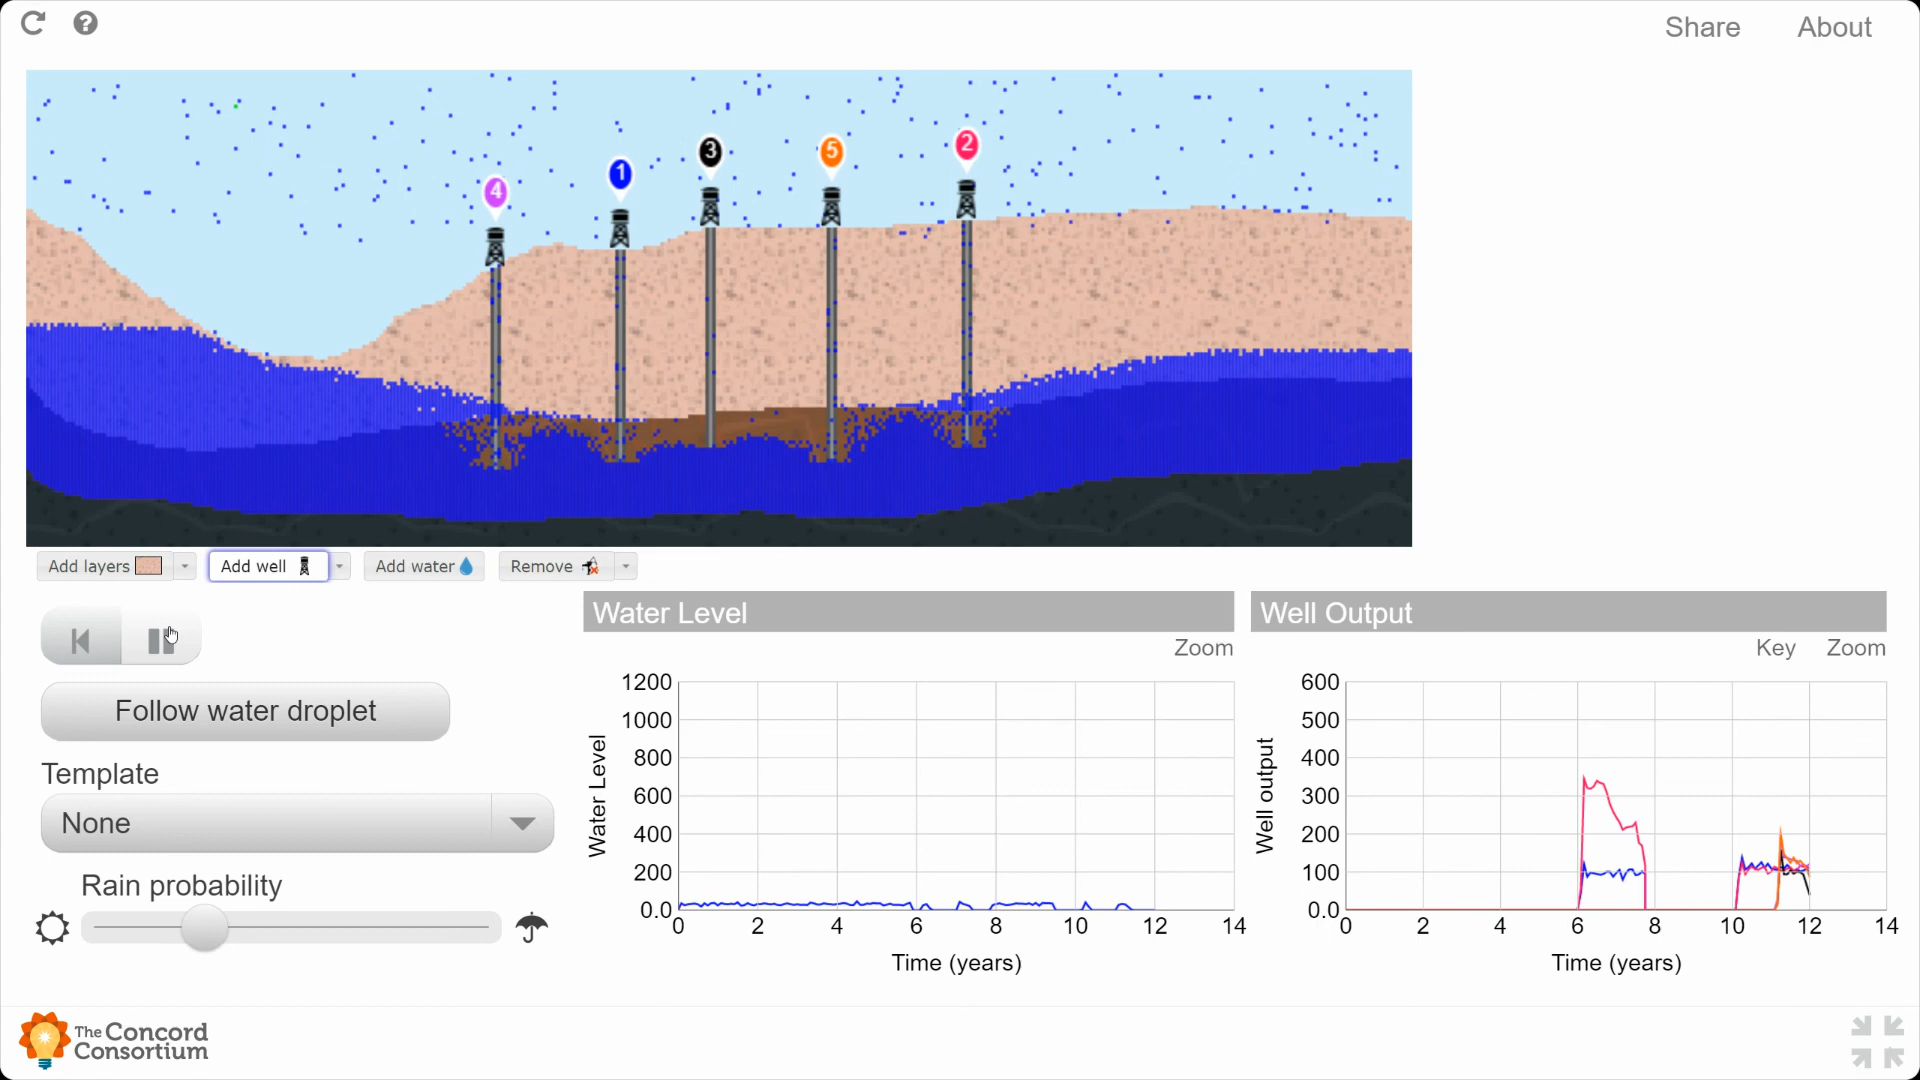 Share About
3
5
2
1
4
Add layers Add well Add water Remove
Water Level
Well Output
Zoom
Key Zoom
Follow water droplet
Template
None
Rain probability
Water Level
1200
1000
800
600
400
200
0.0
0 2 4 6 8 10 12 14
Time (years)
Well output
600
500
400
300
200
100
0.0
0 2 4 6 8 10 12 14
Time (years)
The Concord
Consortium